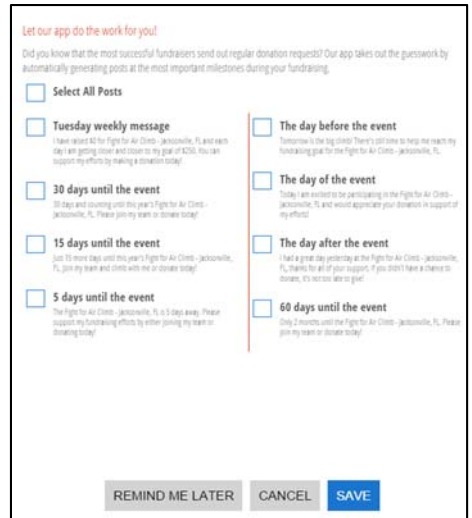 Let our app do the work for you!
Did you know that the most successful fundraisers send out regular donation requests? Our app takes out the guesswork by
automatically generating posts at the most important milestones during your fundraising.
Select All Posts
Tuesday weekly message
I have raised $0 for Fight for Air Climb - Jacksonville, FL and each
day I am getting closer and closer to my goal of $250. You can
support my efforts by making a donation today!
30 days until the event
30 days and counting until this year's Fight for Air Climb -
Jacksonville, FL. Please join my team or donate today!
15 days until the event
Just 15 more days until this year's Fight for Air Climb - Jacksonville,
FL. Join my team and climb with me or donate today!
5 days until the event
The Fight for Air Climb - Jacksonville, FL is 5 days away. Please
support my fundraising efforts by either joining my team or
donating today!
The day before the event
Tomorrow is the big climb! There's still time to help me reach my
fundraising goal for the Fight for Air Climb - Jacksonville, FL.
The day of the event
Today I am excited to be participating in the Fight for Air Climb -
Jacksonville, FL and would appreciate your donation in support of
my efforts!
The day after the event
I had a great day yesterday at the Fight for Air Climb - Jacksonville,
FL, thanks for all of your support. If you didn't have a chance to
donate, it's not too late to give!
60 days until the event
Only 2 months until the Fight for Air Climb - Jacksonville, FL. Please
join my team or donate today!
REMIND ME LATER
CANCEL
SAVE